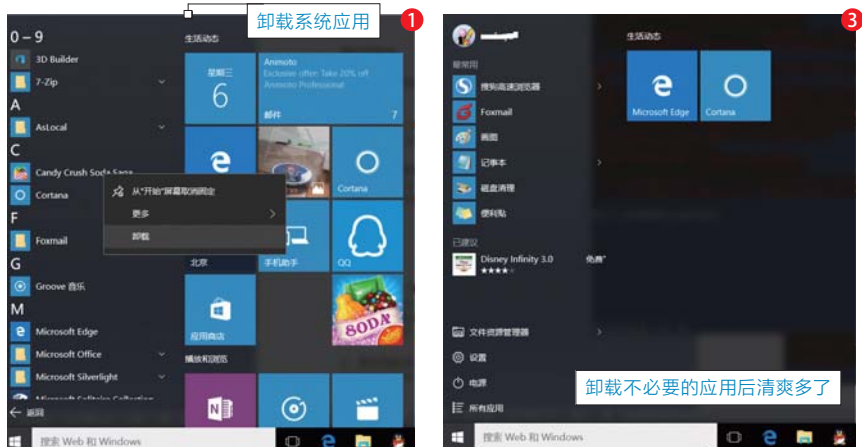 卸载系统应用
1
0 – 9
3D Builder
7-Zip
A
AsLocal
C
Candy Crush Soda Saga
Cortana
F
Foxmail
G
Groove 音乐
M
Microsoft Edge
Microsoft Office
Microsoft Silverlight
Microsoft Solitaire Collection
返回
搜索 Web 和 Windows
从"开始"屏幕取消固定
更多
卸载
生活动态
星期三
6
Animoto
Exclusive offer: Take 20% off
Animoto Professional
邮件
7
Cortana
北京
手机助手
QQ
应用商店
SODA
播放和浏览
3
最常用
搜狗高速浏览器
Foxmail
画图
记事本
磁盘清理
便利贴
已建议
Disney Infinity 3.0
免费*
文件资源管理器
设置
电源
所有应用
搜索 Web 和 Windows
生活动态
Microsoft Edge
Cortana
卸载不必要的应用后清爽多了